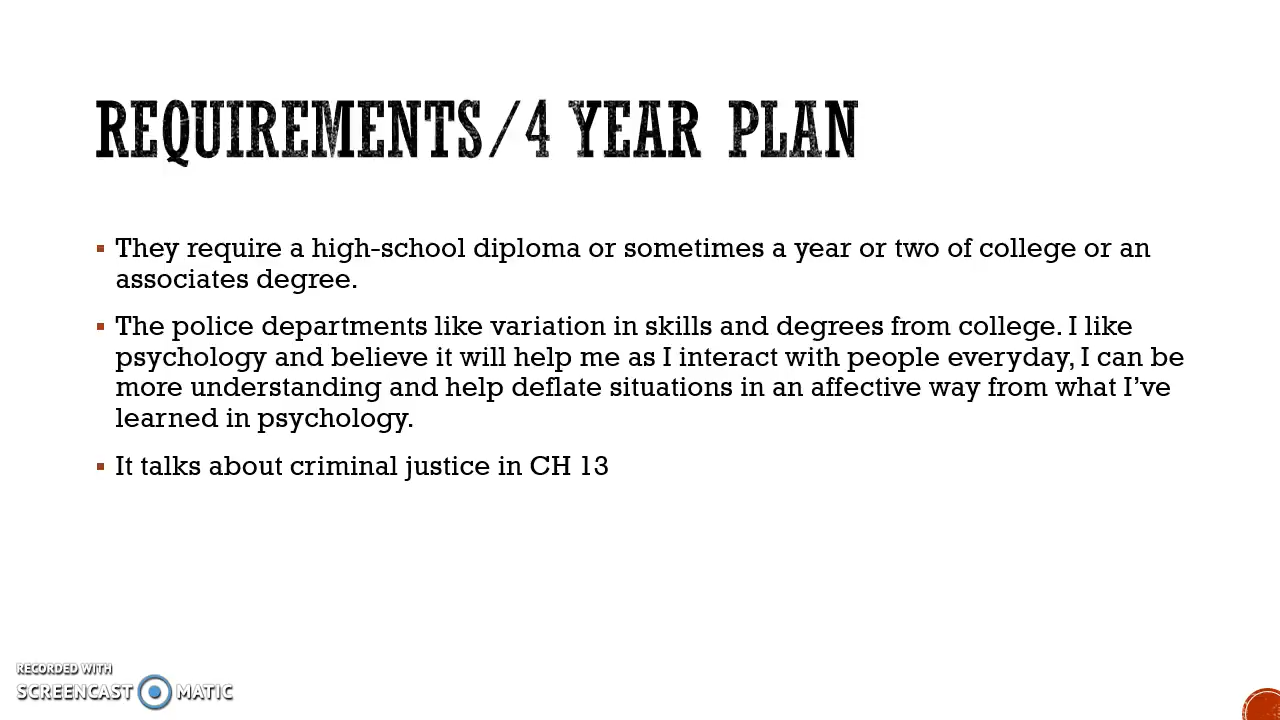 REQUIREMENTS/4 YEAR PLAN
▪ They require a high-school diploma or sometimes a year or two of college or an
associates degree.
▪ The police departments like variation in skills and degrees from college. I like
psychology and believe it will help me as I interact with people everyday, I can be
more understanding and help deflate situations in an affective way from what I've
learned in psychology.
▪ It talks about criminal justice in CH 13
RECORDED WITH
SCREENCAST MATIC